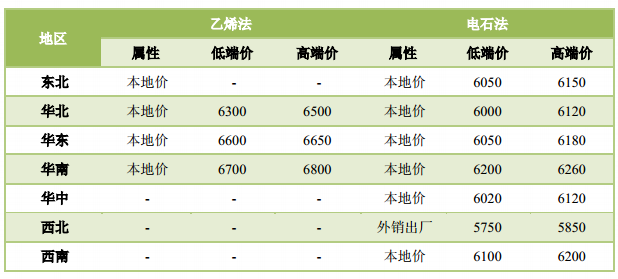 地区 乙烯法 电石法
属性 低端价 高端价 属性 低端价 高端价
东北 本地价 - - 本地价 6050 6150
华北 本地价 6300 6500 本地价 6000 6120
华东 本地价 6600 6650 本地价 6050 6180
华南 本地价 6700 6800 本地价 6200 6260
华中 - - - 本地价 6020 6120
西北 - - - 外销出厂 5750 5850
西南 - - - 本地价 6100 6200